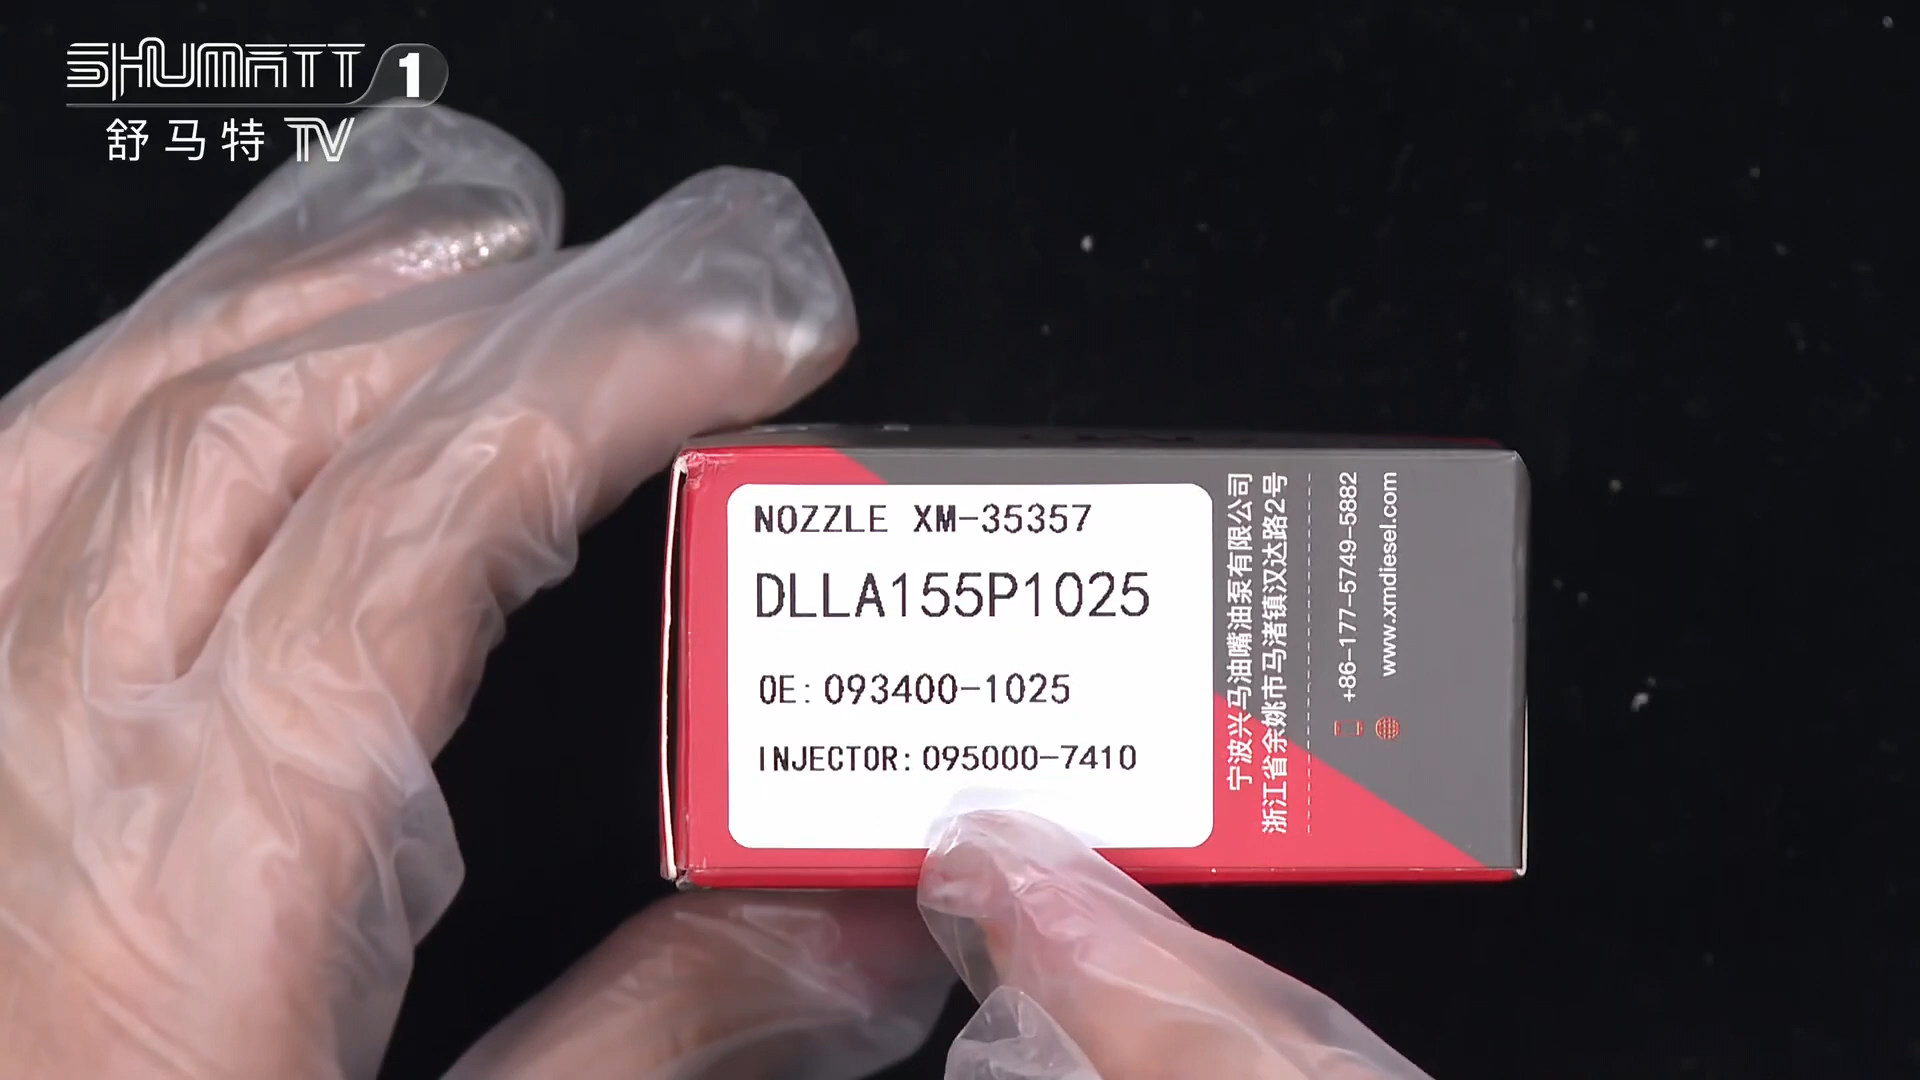 SHUMATT 1
舒马特 TV
NOZZLE XM-35357
DLLA155P1025
OE: 093400-1025
INJECTOR: 095000-7410
宁波兴马油嘴油泵有限公司
浙江省余姚市马渚镇汉达路2号
+86-177-5749-5882
www.xmdiesel.com